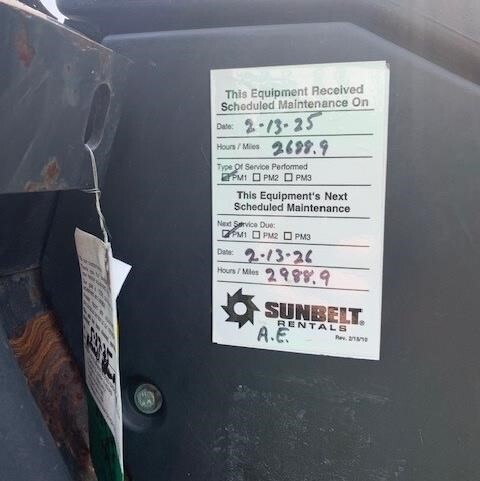 This Equipment Received
Scheduled Maintenance On
Date: 2-13-25
Hours / Miles 2688.9
Type Of Service Performed
☑ PM1 ☐ PM2 ☐ PM3
This Equipment's Next
Scheduled Maintenance
Next Service Due:
☑ PM1 ☐ PM2 ☐ PM3
Date: 2-13-26
Hours / Miles 2988.9
SUNBELT®
RENTALS
A.E.
Rev. 2/15/10